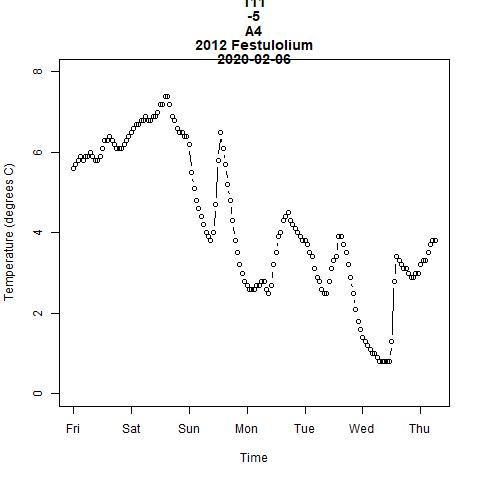 T11
-5
A4
2012 Festulolium
2020-02-06
Temperature (degrees C)
8
6
4
2
0
Fri Sat Sun Mon Tue Wed Thu
Time